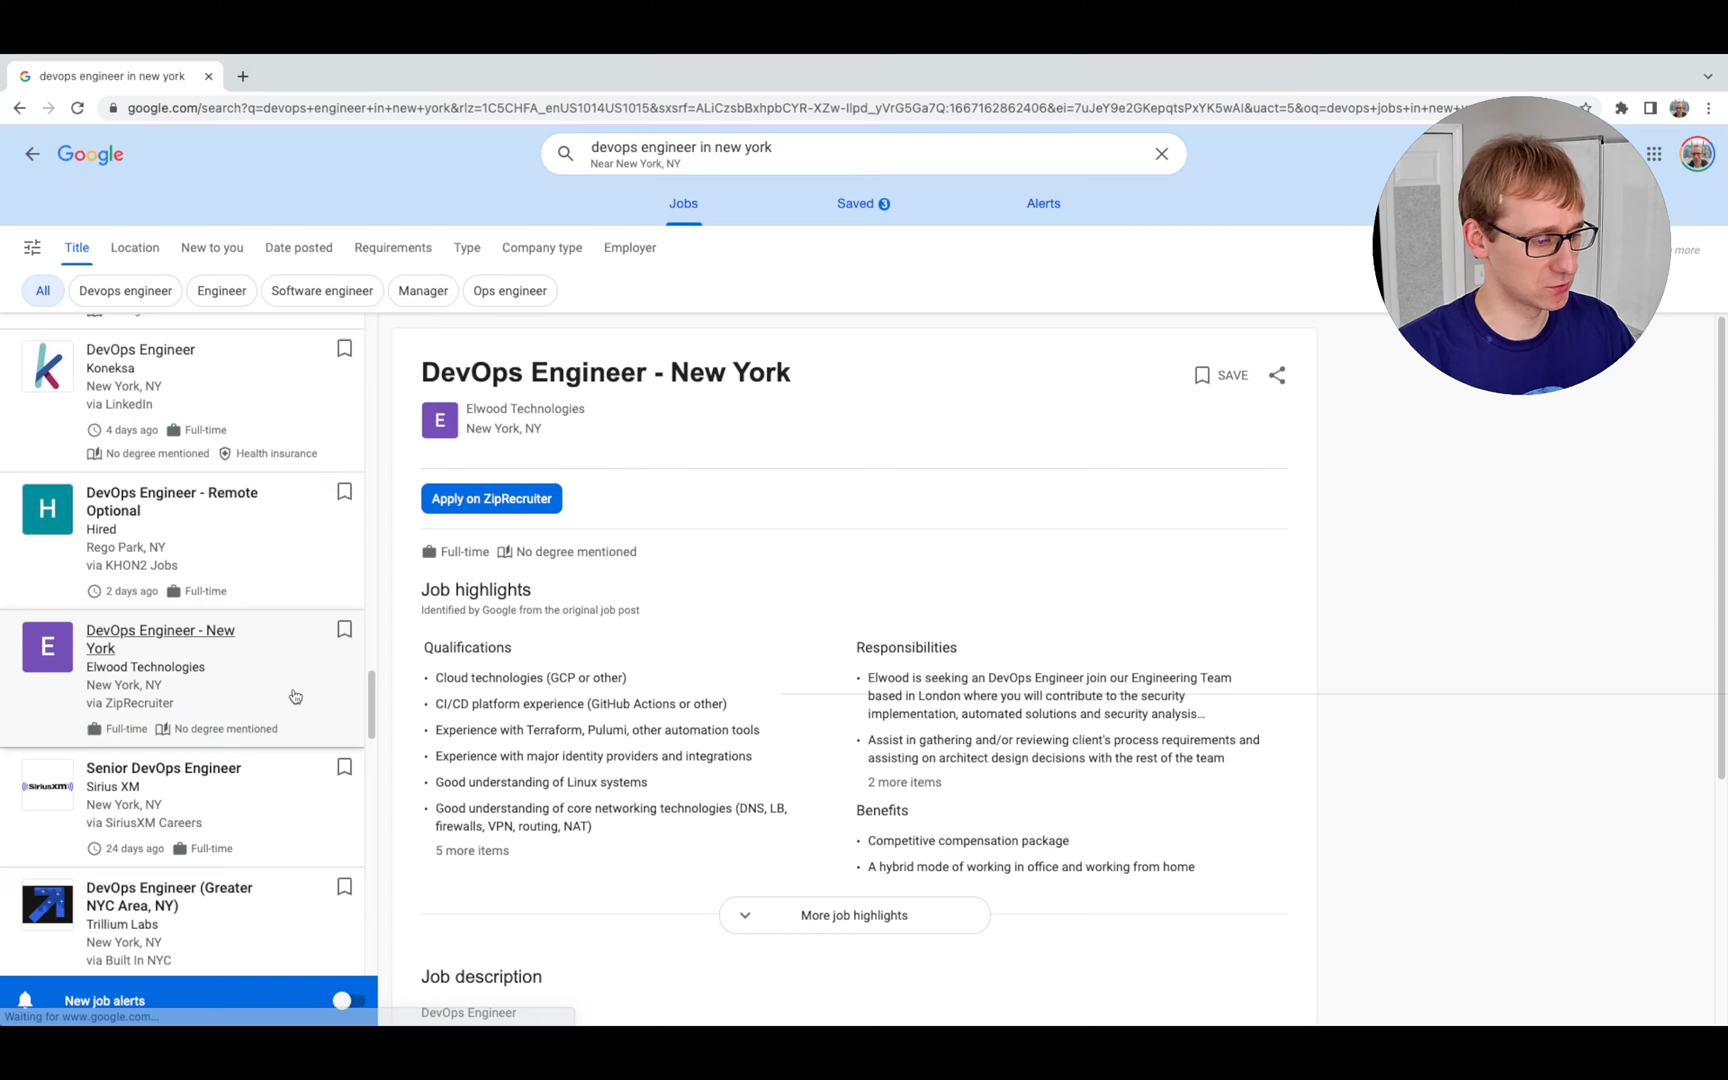 devops engineer in new york
google.com/search?q=devops+engineer+in+new+york&rlz=1C5CHFA_enUS1014US1015&sxsrf=ALiCzsbBxhpbCYR-XZw-Ilpd_yVrG5Ga7Q:1667162862406&ei=7uJeY9e2GKepqtsPxYK5wAI&uact=5&oq=devops+jobs+in+new+y
Google
devops engineer in new york
Near New York, NY
Jobs
Saved 3
Alerts
Title
Location
New to you
Date posted
Requirements
Type
Company type
Employer
more
All
Devops engineer
Engineer
Software engineer
Manager
Ops engineer
DevOps Engineer
Koneksa
New York, NY
via LinkedIn
4 days ago
Full-time
No degree mentioned
Health insurance
H
DevOps Engineer - Remote
Optional
Hired
Rego Park, NY
via KHON2 Jobs
2 days ago
Full-time
E
DevOps Engineer - New
York
Elwood Technologies
New York, NY
via ZipRecruiter
Full-time
No degree mentioned
SiriusXM
Senior DevOps Engineer
Sirius XM
New York, NY
via SiriusXM Careers
24 days ago
Full-time
DevOps Engineer (Greater
NYC Area, NY)
Trillium Labs
New York, NY
via Built In NYC
New job alerts
Waiting for www.google.com...
DevOps Engineer - New York
SAVE
E
Elwood Technologies
New York, NY
Apply on ZipRecruiter
Full-time
No degree mentioned
Job highlights
Identified by Google from the original job post
Qualifications
• Cloud technologies (GCP or other)
• CI/CD platform experience (GitHub Actions or other)
• Experience with Terraform, Pulumi, other automation tools
• Experience with major identity providers and integrations
• Good understanding of Linux systems
• Good understanding of core networking technologies (DNS, LB,
firewalls, VPN, routing, NAT)
5 more items
Responsibilities
• Elwood is seeking an DevOps Engineer join our Engineering Team
based in London where you will contribute to the security
implementation, automated solutions and security analysis...
• Assist in gathering and/or reviewing client's process requirements and
assisting on architect design decisions with the rest of the team
2 more items
Benefits
• Competitive compensation package
• A hybrid mode of working in office and working from home
More job highlights
Job description
DevOps Engineer